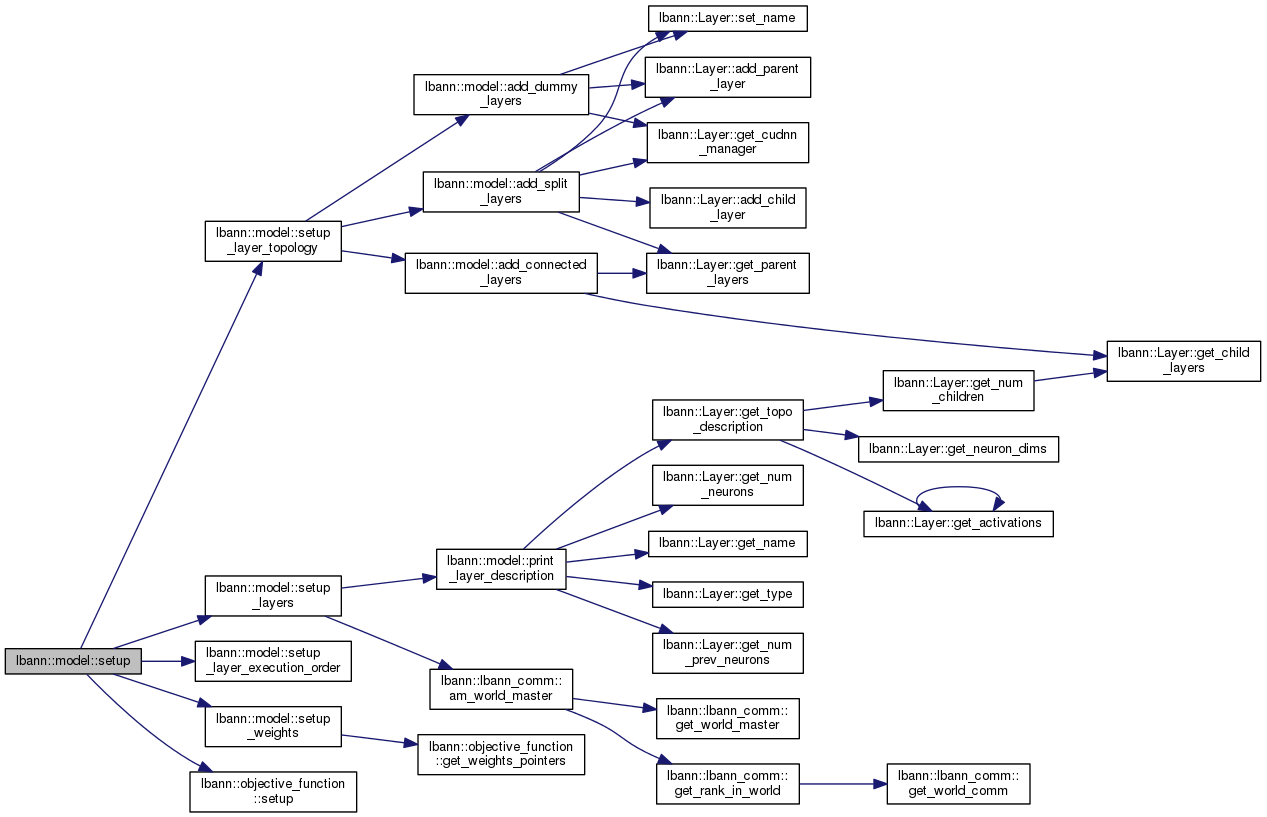 lbann::Layer::set_name
lbann::Layer::add_parent
_layer
lbann::model::add_dummy
_layers
lbann::Layer::get_cudnn
_manager
lbann::model::add_split
_layers
lbann::Layer::add_child
_layer
lbann::model::setup
_layer_topology
lbann::model::add_connected
_layers
lbann::Layer::get_parent
_layers
lbann::Layer::get_child
_layers
lbann::Layer::get_num
_children
lbann::Layer::get_topo
_description
lbann::Layer::get_neuron_dims
lbann::Layer::get_num
_neurons
lbann::Layer::get_activations
lbann::Layer::get_name
lbann::model::print
_layer_description
lbann::Layer::get_type
lbann::model::setup
_layers
lbann::Layer::get_num
_prev_neurons
lbann::model::setup
lbann::model::setup
_layer_execution_order
lbann::lbann_comm::
am_world_master
lbann::lbann_comm::
get_world_master
lbann::model::setup
_weights
lbann::objective_function
::get_weights_pointers
lbann::objective_function
::setup
lbann::lbann_comm::
get_rank_in_world
lbann::lbann_comm::
get_world_comm